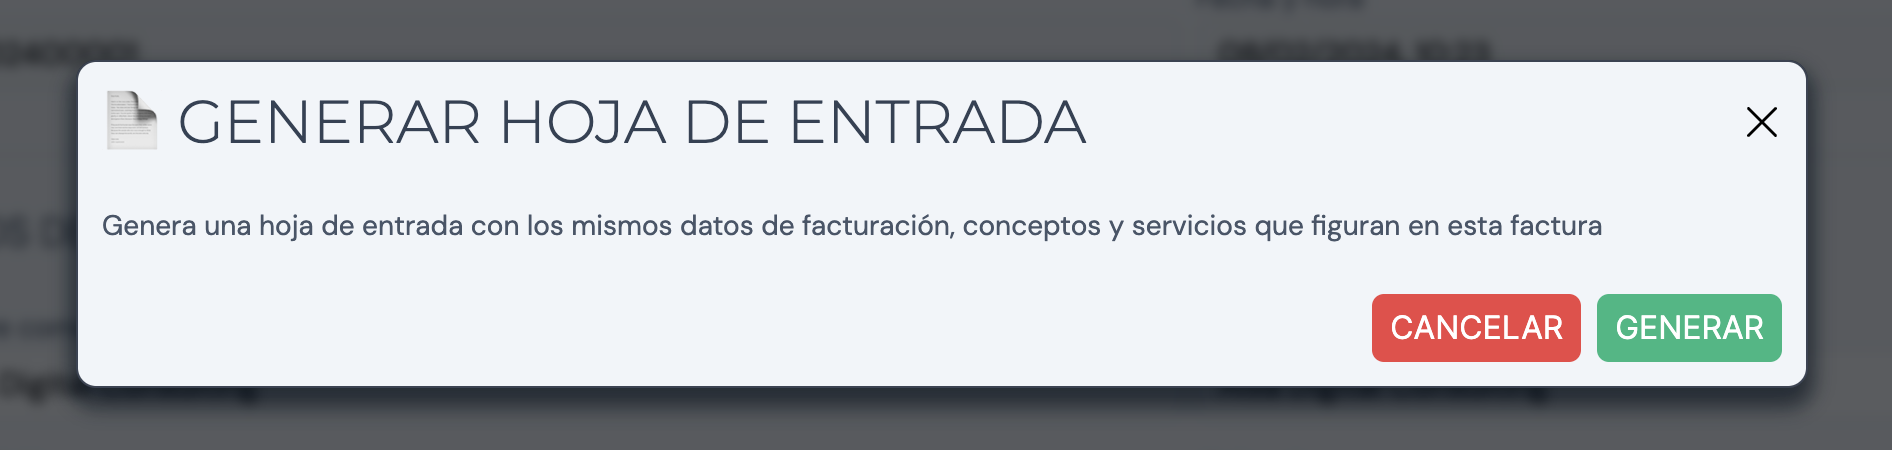 GENERAR HOJA DE ENTRADA
Genera una hoja de entrada con los mismos datos de facturación, conceptos y servicios que figuran en esta factura
CANCELAR
GENERAR